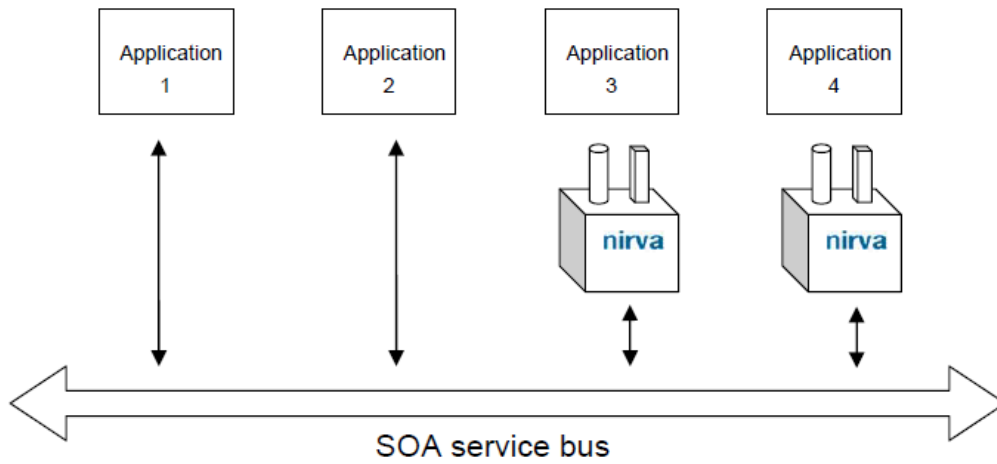 Application
1
Application
2
Application
3
Application
4
nirva
nirva
SOA service bus